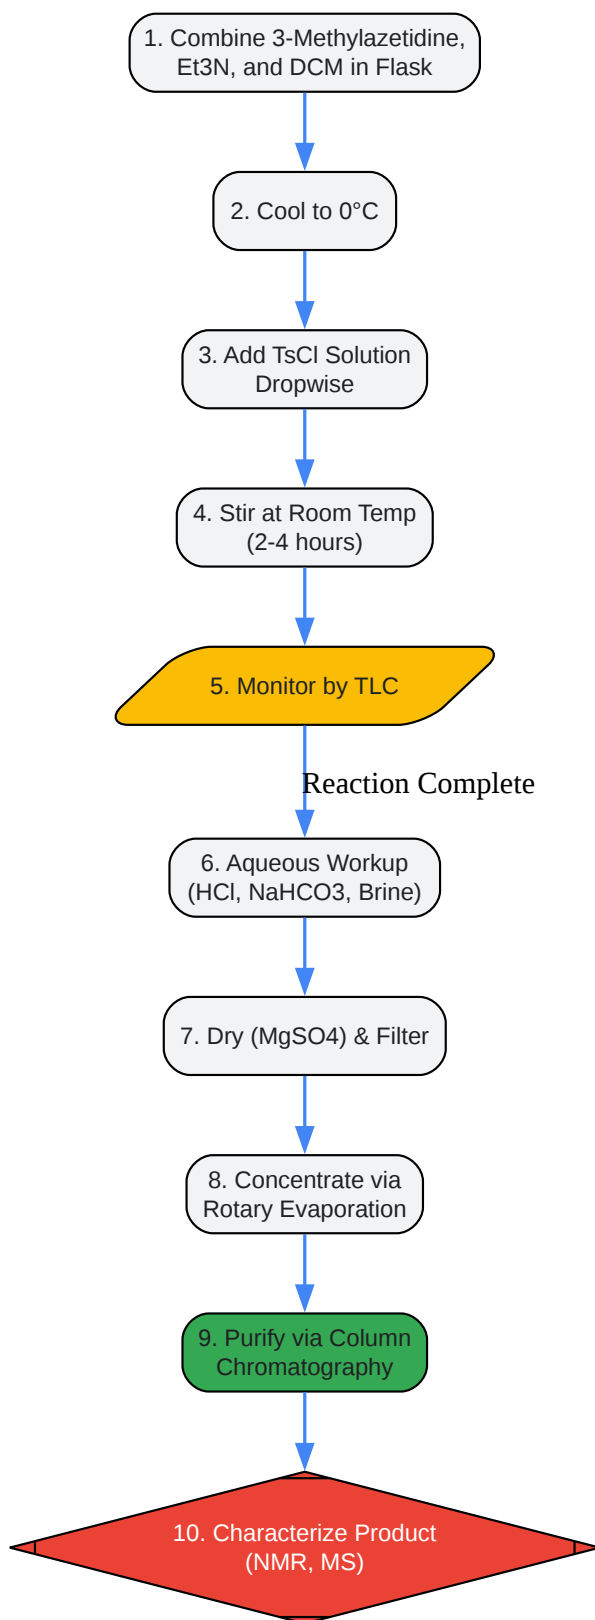 1. Combine 3-Methylazetidine,
Et3N, and DCM in Flask
2. Cool to 0°C
3. Add TsCl Solution
Dropwise
4. Stir at Room Temp
(2-4 hours)
5. Monitor by TLC
Reaction Complete
6. Aqueous Workup
(HCl, NaHCO3, Brine)
7. Dry (MgSO4) & Filter
8. Concentrate via
Rotary Evaporation
9. Purify via Column
Chromatography
10. Characterize Product
(NMR, MS)